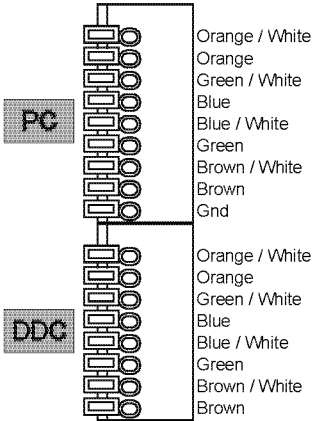 PC
Orange / White
Orange
Green / White
Blue
Blue / White
Green
Brown / White
Brown
Gnd
DDC
Orange / White
Orange
Green / White
Blue
Blue / White
Green
Brown / White
Brown